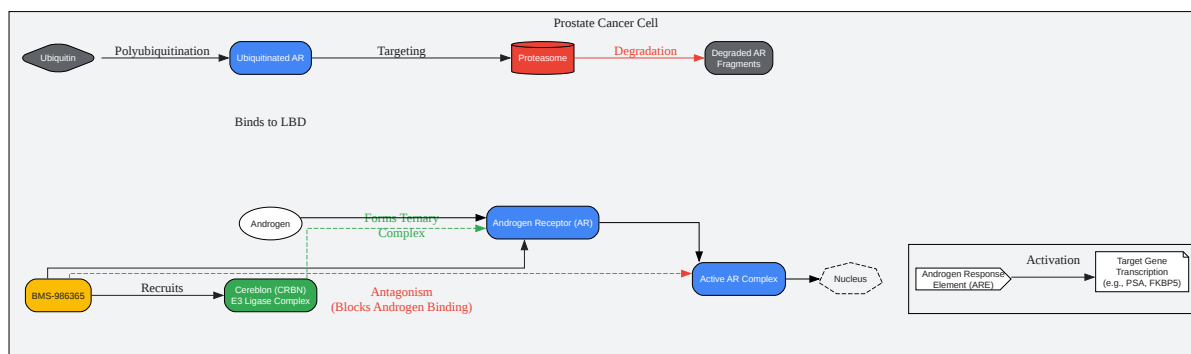 Prostate Cancer Cell
Ubiquitin
Polyubiquitination
Ubiquitinated AR
Targeting
Proteasome
Degradation
Degraded AR
Fragments
Binds to LBD
Androgen
Forms Ternary
Complex
Androgen Receptor (AR)
BMS-986365
Recruits
Cereblon (CRBN)
E3 Ligase Complex
Antagonism
(Blocks Androgen Binding)
Active AR Complex
Nucleus
Androgen Response
Element (ARE)
Activation
Target Gene
Transcription
(e.g., PSA, FKBP5)